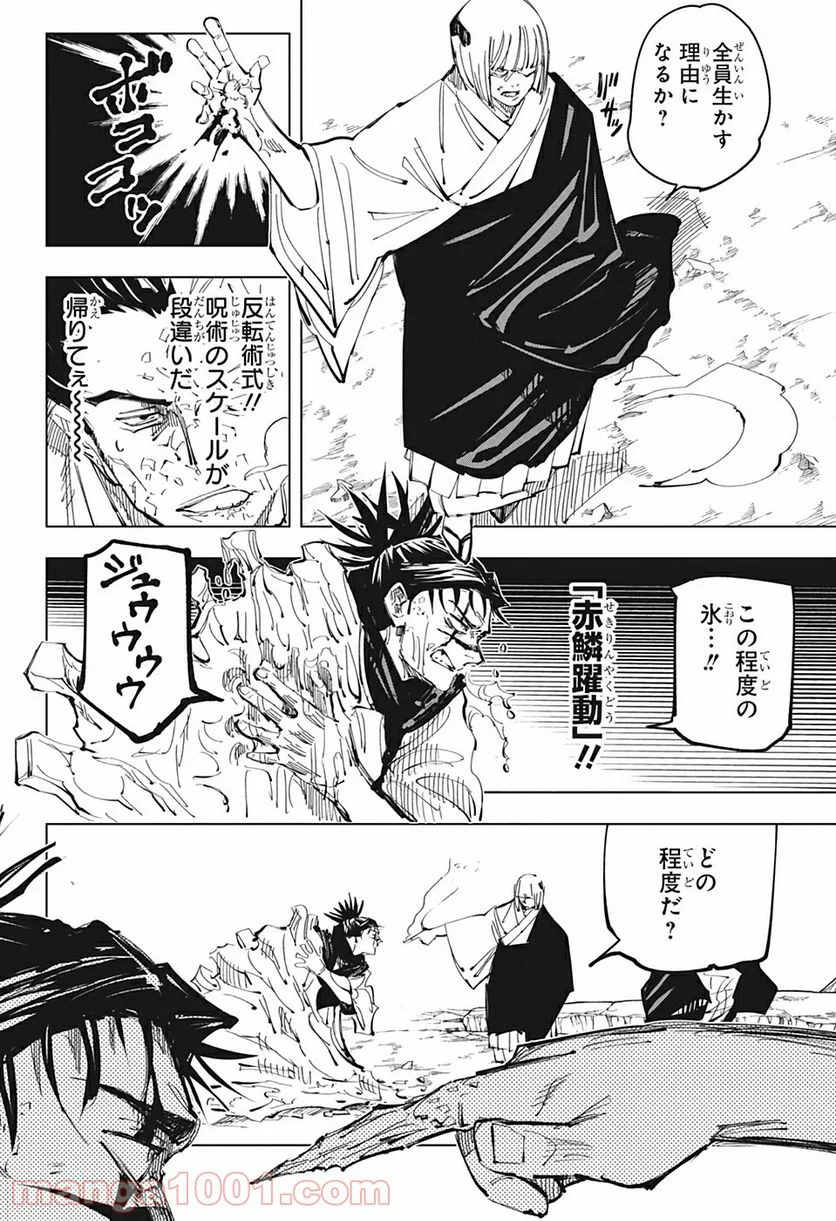 全員生かす
理由に
なるか?
ボコココッ
反転術式!!
呪術のスケールが
段違いだ
帰りてぇ〜〜〜〜
この程度の
氷…!!
「赤鱗躍動」!!
ジュウウウウ
どの
程度だ?
manga1001.com